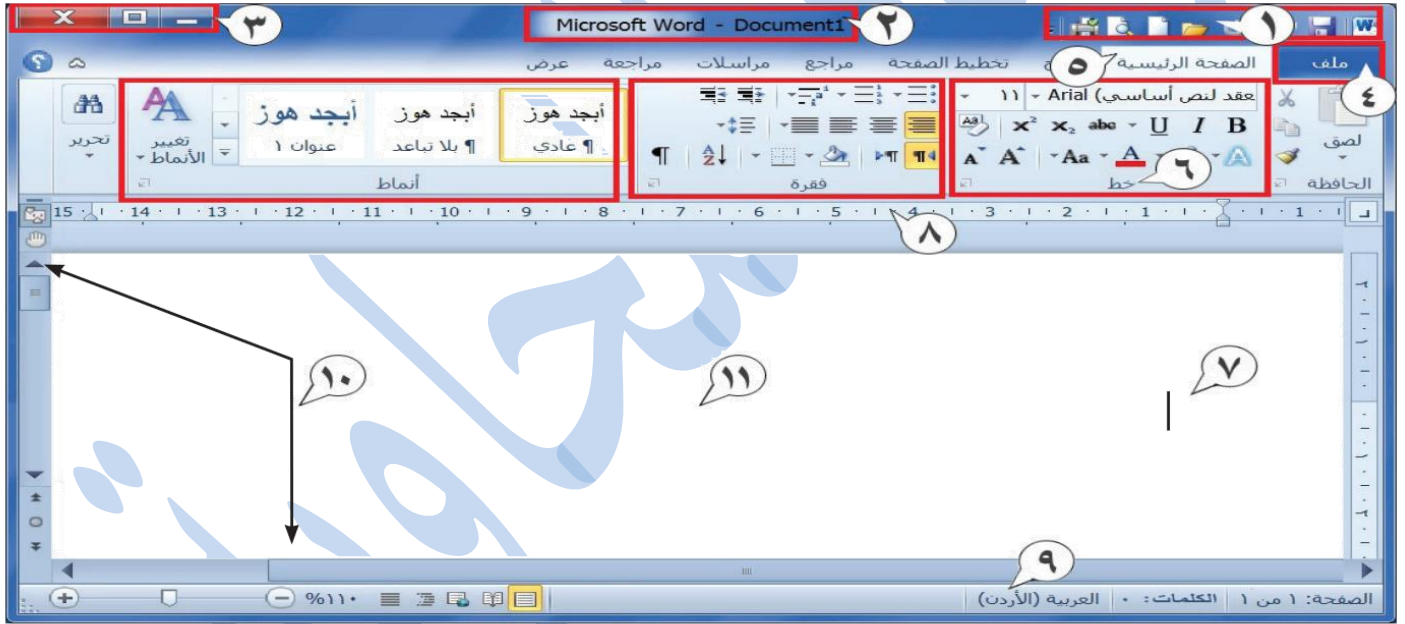 ١ Microsoft Word - Document1 ٢ ٣
ملف ٤ الصفحة الرئيسية ٥ تخطيط الصفحة مراجع مراسلات مراجعة عرض
لصق
الحافظة
عقد لنص أساسي) Arial ١١
B I U abc x₂ x² Aa
خط ٦
فقرة
أبجد هوز أبجد هوز أبجد هوز
¶ عادي ¶ بلا تباعد عنوان ١
تغيير
الأنماط
أنماط
تحرير
15 14 13 12 11 10 9 8 7 6 5 4 3 2 1 1
٨
٧
١١
١٠
٩
الصفحة: ١ من ١ الكلمات: ٠ العربية (الأردن) ١١٠%